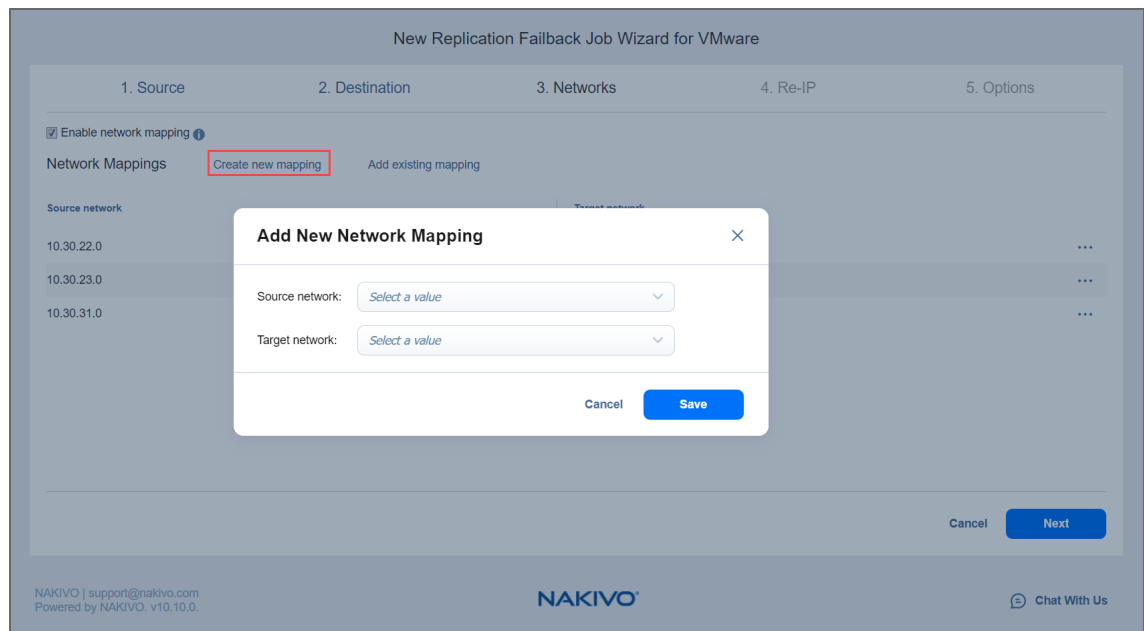 New Replication Failback Job Wizard for VMware
1. Source 2. Destination 3. Networks 4. Re-IP 5. Options
Enable network mapping
Network Mappings Create new mapping Add existing mapping
Source network Target network
10.30.22.0
10.30.23.0
10.30.31.0
Add New Network Mapping
Source network: Select a value
Target network: Select a value
Cancel Save
Cancel Next
NAKIVO | support@nakivo.com
Powered by NAKIVO. v10.10.0.
NAKIVO
Chat With Us